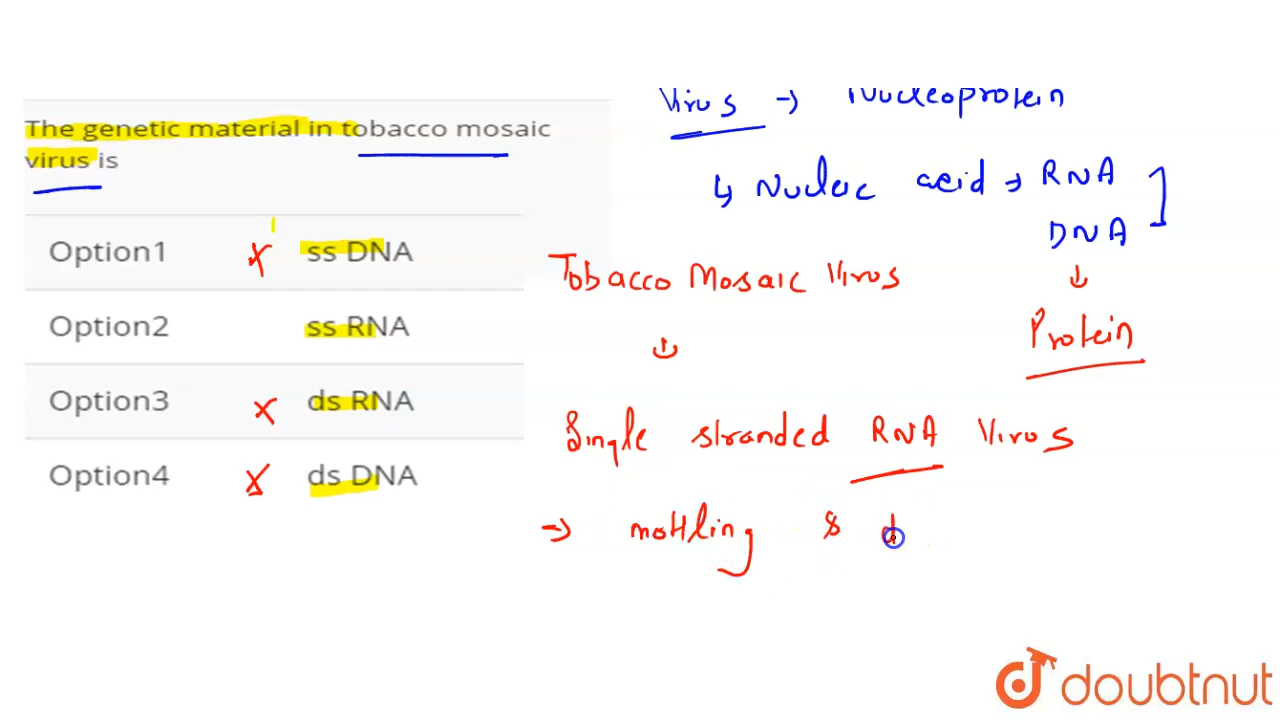 The genetic material in tobacco mosaic
virus is
Option1 X ss DNA
Option2 ss RNA
Option3 X ds RNA
Option4 X ds DNA
Virus → Nucleoprotein
↳ Nucleic acid → RNA
DNA
↓
Protein
Tobacco Mosaic Virus
↓
Single stranded RNA Virus
⇒ mottling & d
doubtnut